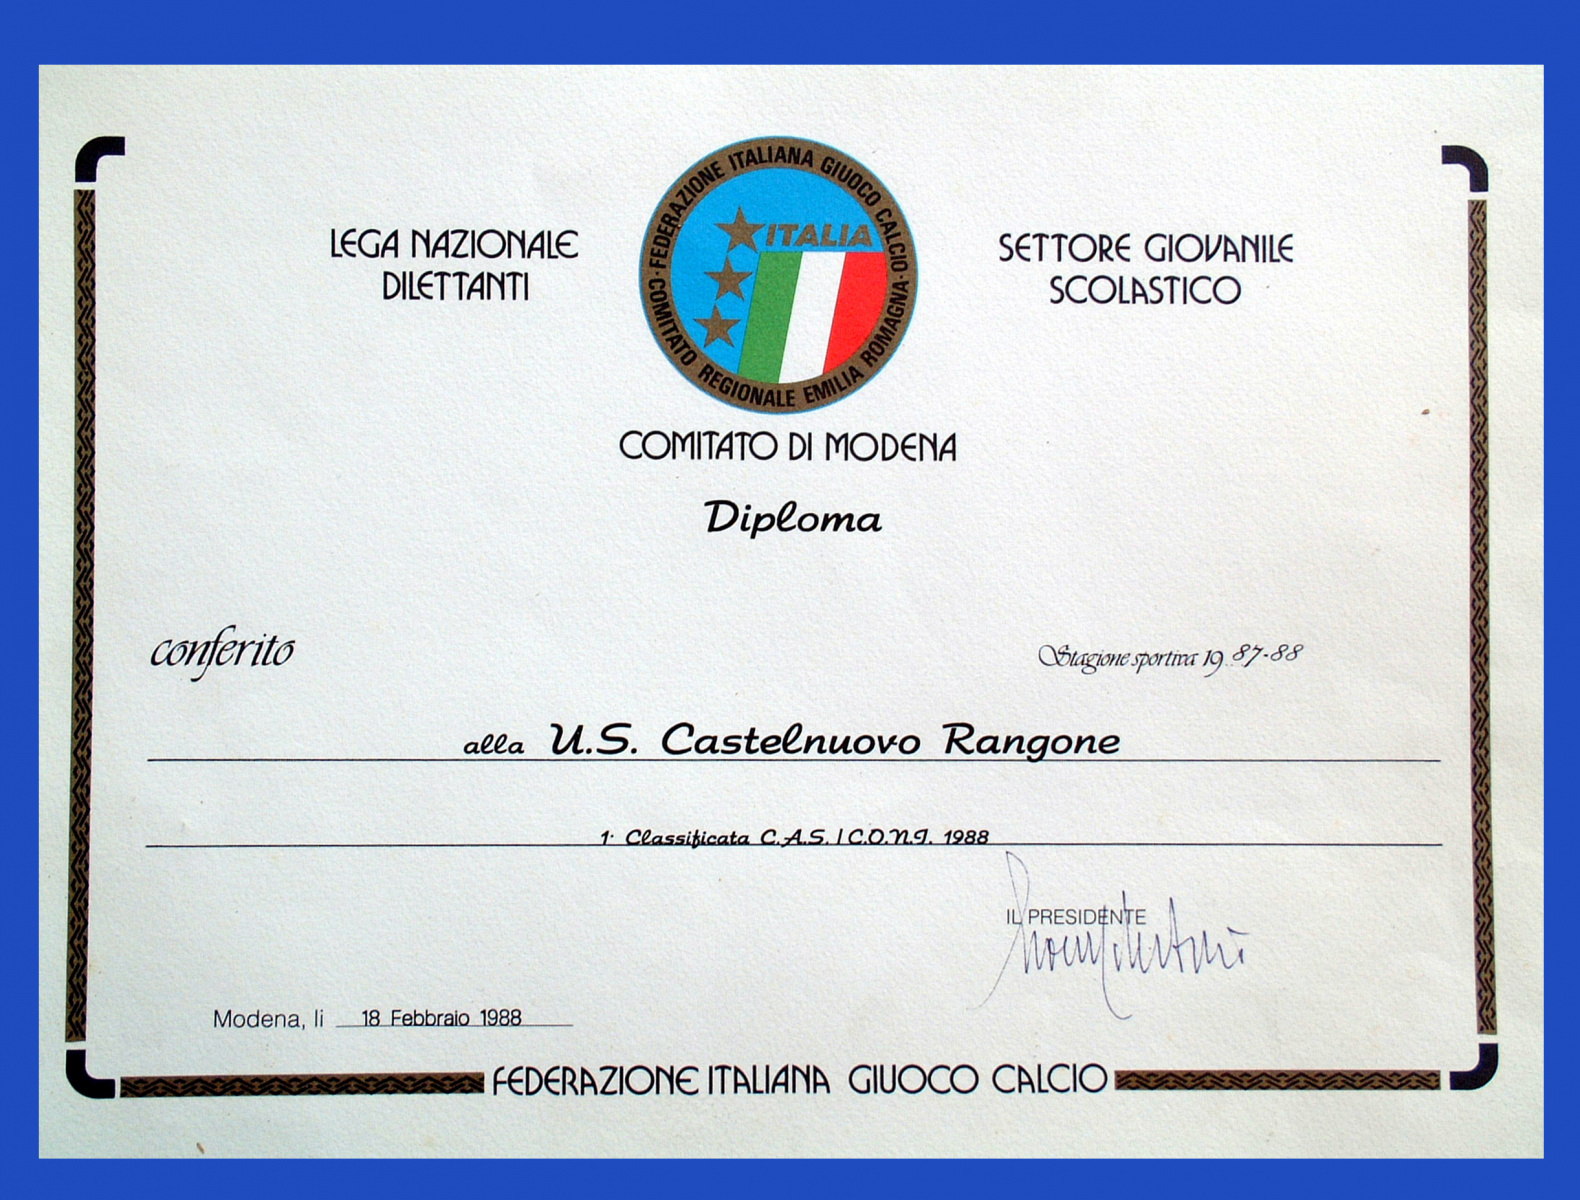 LEGA NAZIONALE
DILETTANTI
FEDERAZIONE ITALIANA GIUOCO CALCIO
COMITATO REGIONALE EMILIA ROMAGNA
ITALIA
SETTORE GIOVANILE
SCOLASTICO
COMITATO DI MODENA
Diploma
conferito
Stagione sportiva 19 87-88
alla U.S. Castelnuovo Rangone
1· Classificata C.A.S. / C.O.N.I. 1988
IL PRESIDENTE
Modena, li 18 Febbraio 1988
FEDERAZIONE ITALIANA GIUOCO CALCIO